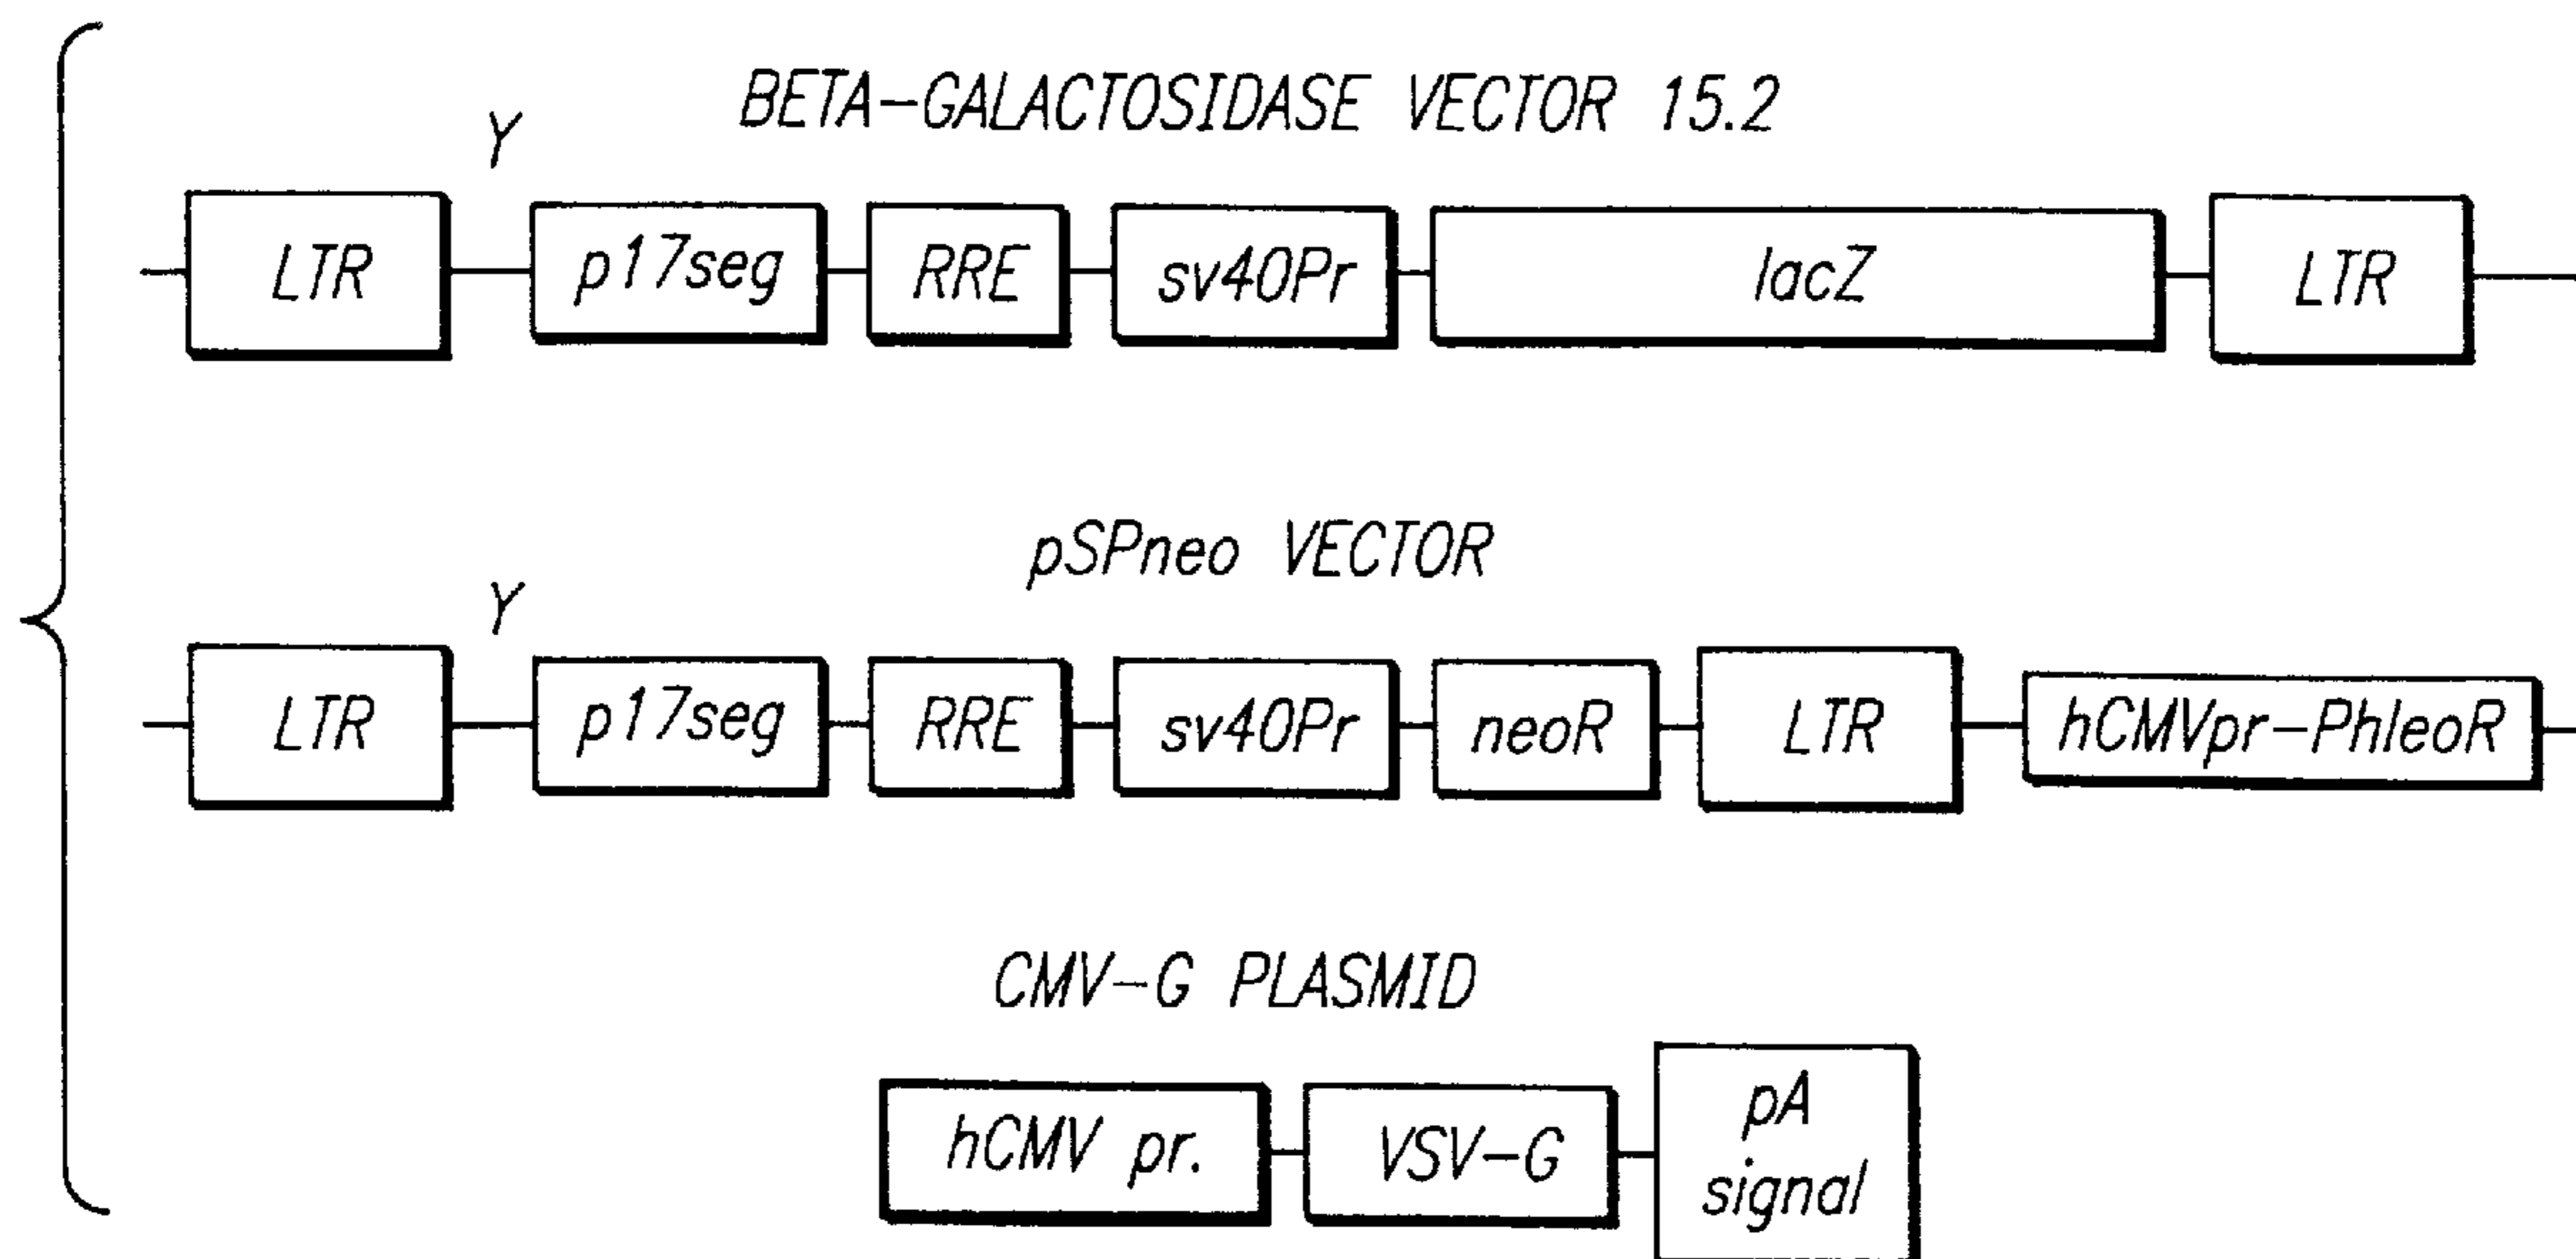 BETA-GALACTOSIDASE VECTOR 15.2
Y
LTR p17seg RRE sv40Pr lacZ LTR
pSPneo VECTOR
Y
LTR p17seg RRE sv40Pr neoR LTR hCMVpr-PhleoR
CMV-G PLASMID
hCMV pr. VSV-G pA
signal